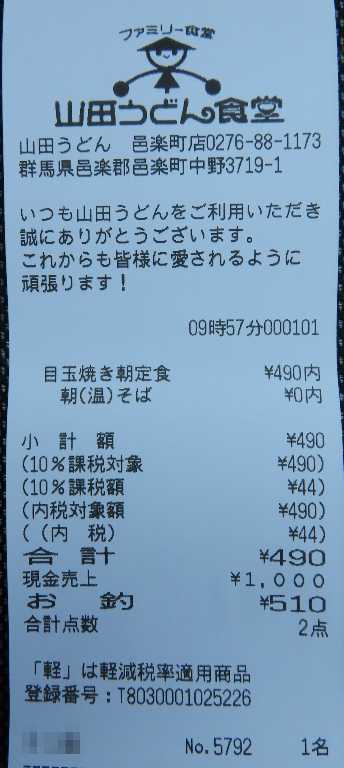 ファミリー食堂
山田うどん食堂
山田うどん 邑楽町店0276-88-1173
群馬県邑楽郡邑楽町中野3719-1
いつも山田うどんをご利用いただき
誠にありがとうございます。
これからも皆様に愛されるように
頑張ります！
09時57分000101
目玉焼き朝定食 ¥490内
朝(温)そば ¥0内
小計額 ¥490
(10%課税対象 ¥490)
(10%課税額 ¥44)
(内税対象額 ¥490)
((内 税) ¥44)
合計 ¥490
現金売上 ¥1,000
お釣 ¥510
合計点数 2点
「軽」は軽減税率適用商品
登録番号：T8030001025226
No.5792 1名